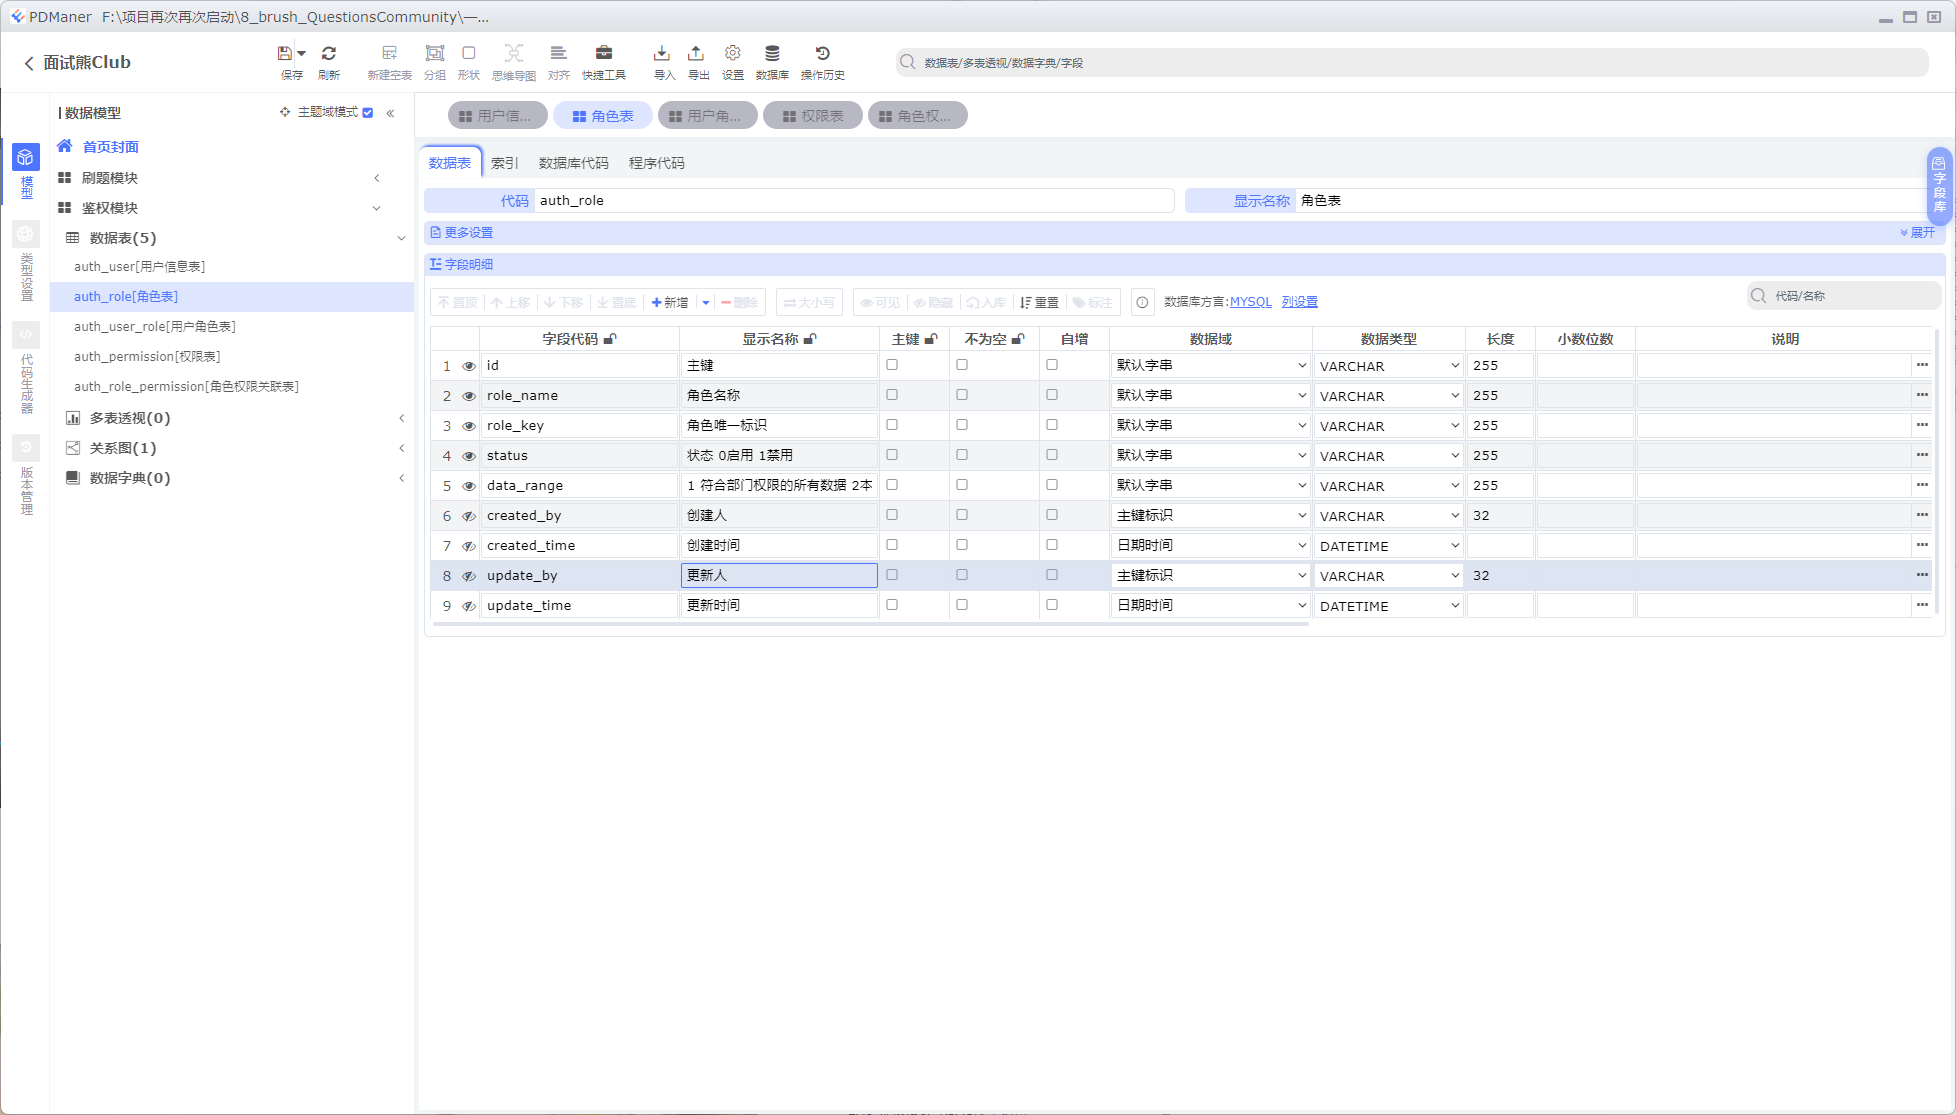 PDManer F:\项目再次再次启动\8_brush_QuestionsCommunity\—...
面试熊Club
保存 刷新 新建空表 分组 形状 思维导图 对齐 快捷工具 导入 导出 设置 数据库 操作历史
数据表/多表透视/数据字典/字段
模型
类型设置
代码生成器
版本管理
数据模型 主题域模式
首页封面
刷题模块
鉴权模块
数据表(5)
auth_user[用户信息表]
auth_role[角色表]
auth_user_role[用户角色表]
auth_permission[权限表]
auth_role_permission[角色权限关联表]
多表透视(0)
关系图(1)
数据字典(0)
用户信... 角色表 用户角... 权限表 角色权...
数据表 索引 数据库代码 程序代码
代码 auth_role 显示名称 角色表
字段库
更多设置 展开
字段明细
置顶 上移 下移 置底 新增 删除 大小写 可见 隐藏 入库 重置 标注 数据库方言:MYSQL 列设置 代码/名称
字段代码 显示名称 主键 不为空 自增 数据域 数据类型 长度 小数位数 说明
1 id 主键 默认字串 VARCHAR 255
2 role_name 角色名称 默认字串 VARCHAR 255
3 role_key 角色唯一标识 默认字串 VARCHAR 255
4 status 状态 0启用 1禁用 默认字串 VARCHAR 255
5 data_range 1 符合部门权限的所有数据 2本 默认字串 VARCHAR 255
6 created_by 创建人 主键标识 VARCHAR 32
7 created_time 创建时间 日期时间 DATETIME
8 update_by 更新人 主键标识 VARCHAR 32
9 update_time 更新时间 日期时间 DATETIME